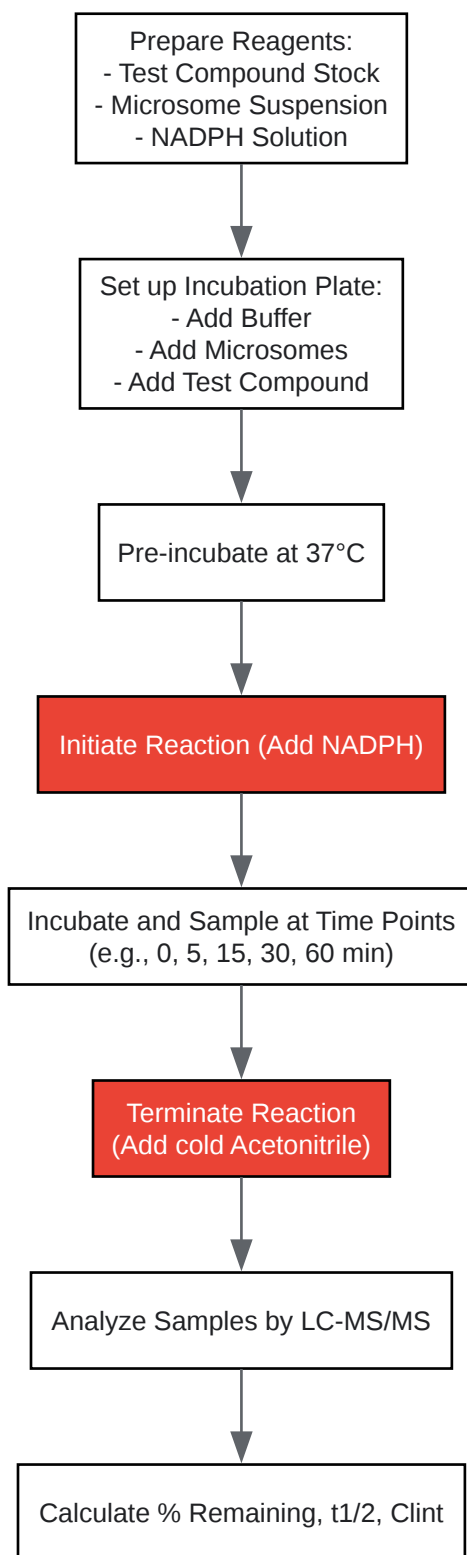 Prepare Reagents:
- Test Compound Stock
- Microsome Suspension
- NADPH Solution
Set up Incubation Plate:
- Add Buffer
- Add Microsomes
- Add Test Compound
Pre-incubate at 37°C
Initiate Reaction (Add NADPH)
Incubate and Sample at Time Points
(e.g., 0, 5, 15, 30, 60 min)
Terminate Reaction
(Add cold Acetonitrile)
Analyze Samples by LC-MS/MS
Calculate % Remaining, t1/2, Clint